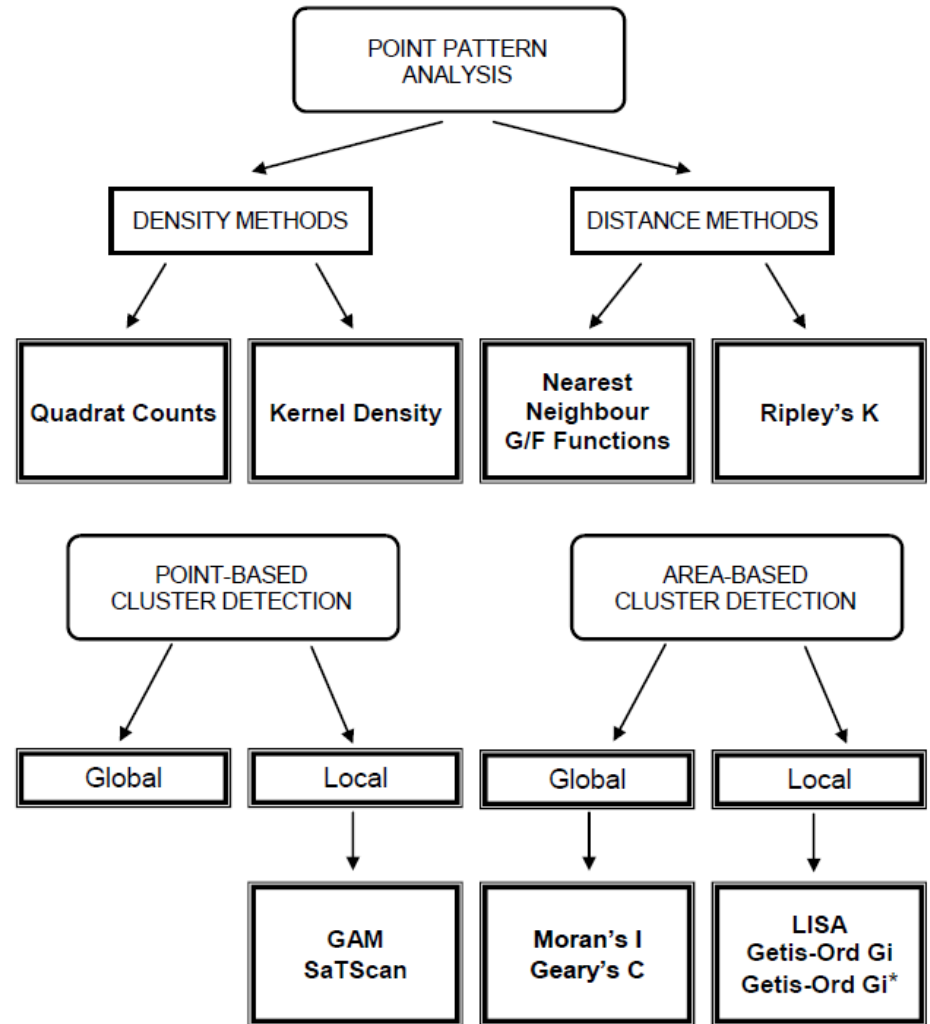 POINT PATTERN
ANALYSIS
DENSITY METHODS
DISTANCE METHODS
Quadrat Counts
Kernel Density
Nearest
Neighbour
G/F Functions
Ripley’s K
POINT-BASED
CLUSTER DETECTION
AREA-BASED
CLUSTER DETECTION
Global
Local
Global
Local
GAM
SaTScan
Moran’s I
Geary’s C
LISA
Getis-Ord Gi
Getis-Ord Gi*